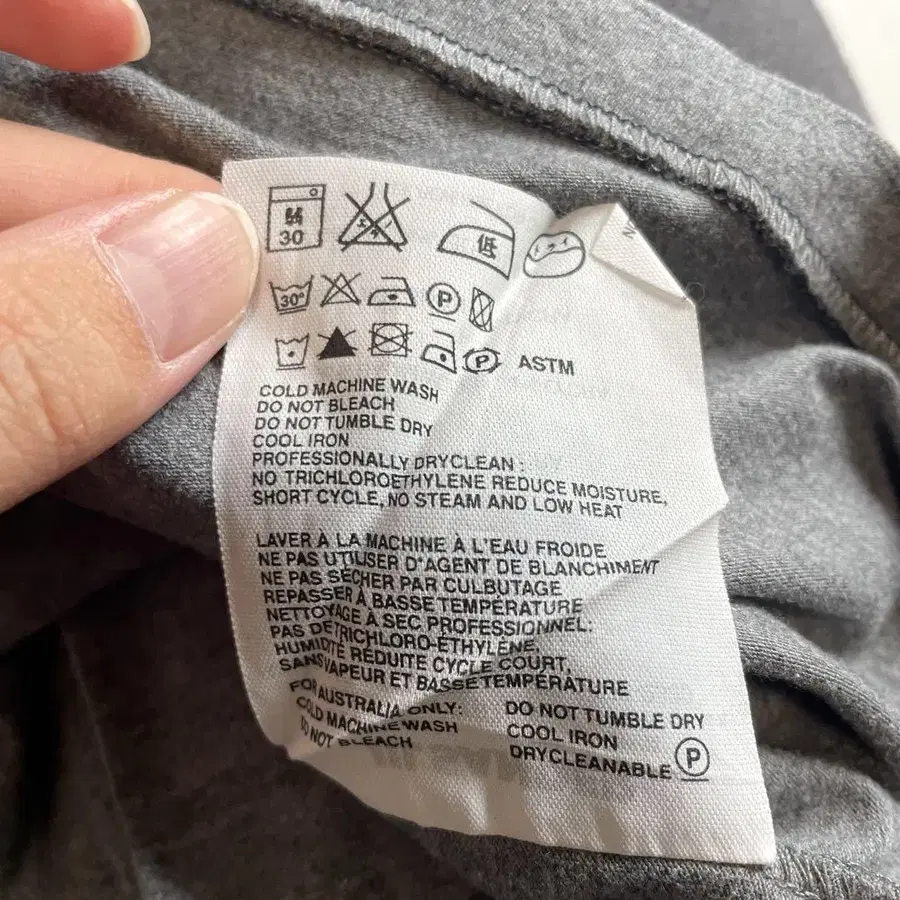 30
低
30°
P
P
ASTM
COLD MACHINE WASH
DO NOT BLEACH
DO NOT TUMBLE DRY
COOL IRON
PROFESSIONALLY DRYCLEAN:
NO TRICHLOROETHYLENE REDUCE MOISTURE,
SHORT CYCLE, NO STEAM AND LOW HEAT
LAVER À LA MACHINE À L'EAU FROIDE
NE PAS UTILISER D'AGENT DE BLANCHIMENT
NE PAS SÉCHER PAR CULBUTAGE
REPASSER À BASSE TEMPÉRATURE
NETTOYAGE À SEC PROFESSIONNEL:
PAS DE TRICHLORO-ÉTHYLÈNE,
HUMIDITÉ RÉDUITE CYCLE COURT,
SANS VAPEUR ET BASSE TEMPÉRATURE
FOR AUSTRALIA ONLY:
COLD MACHINE WASH
DO NOT BLEACH
DO NOT TUMBLE DRY
COOL IRON
DRYCLEANABLE P